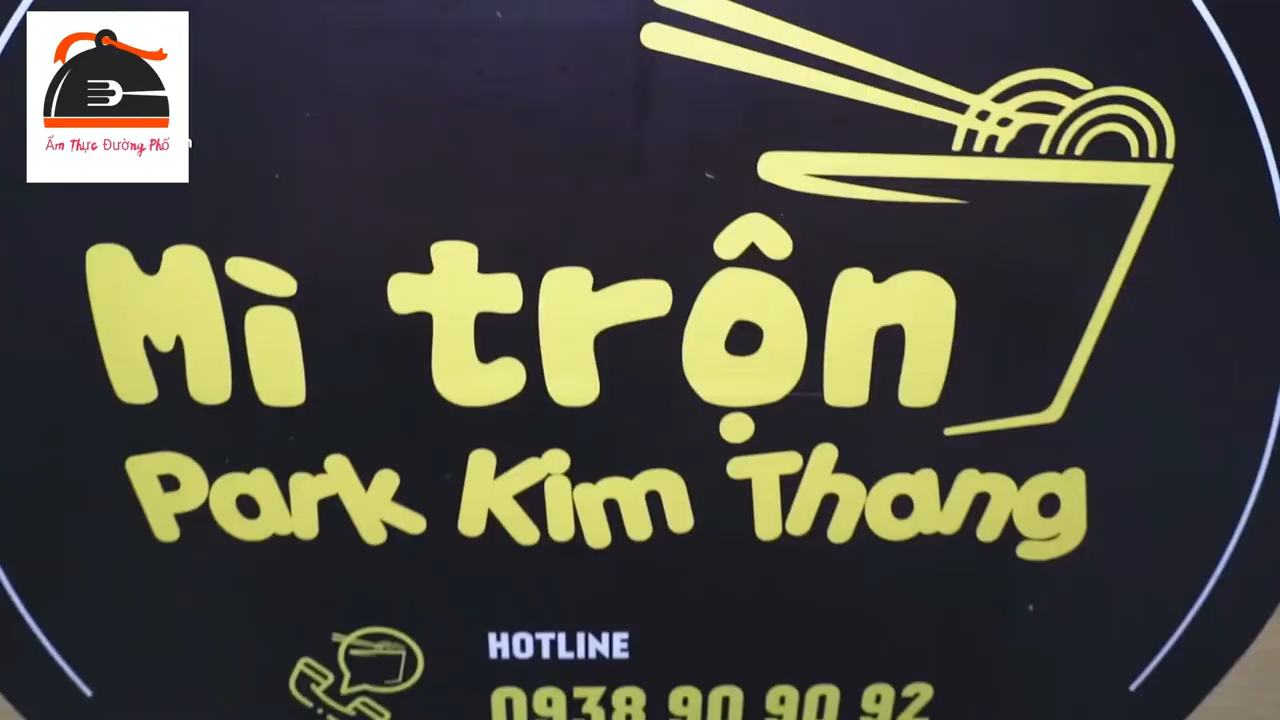 Ẩm Thực Đường Phố
Mì trộn
Park Kim Thang
HOTLINE
0938 90 90 92